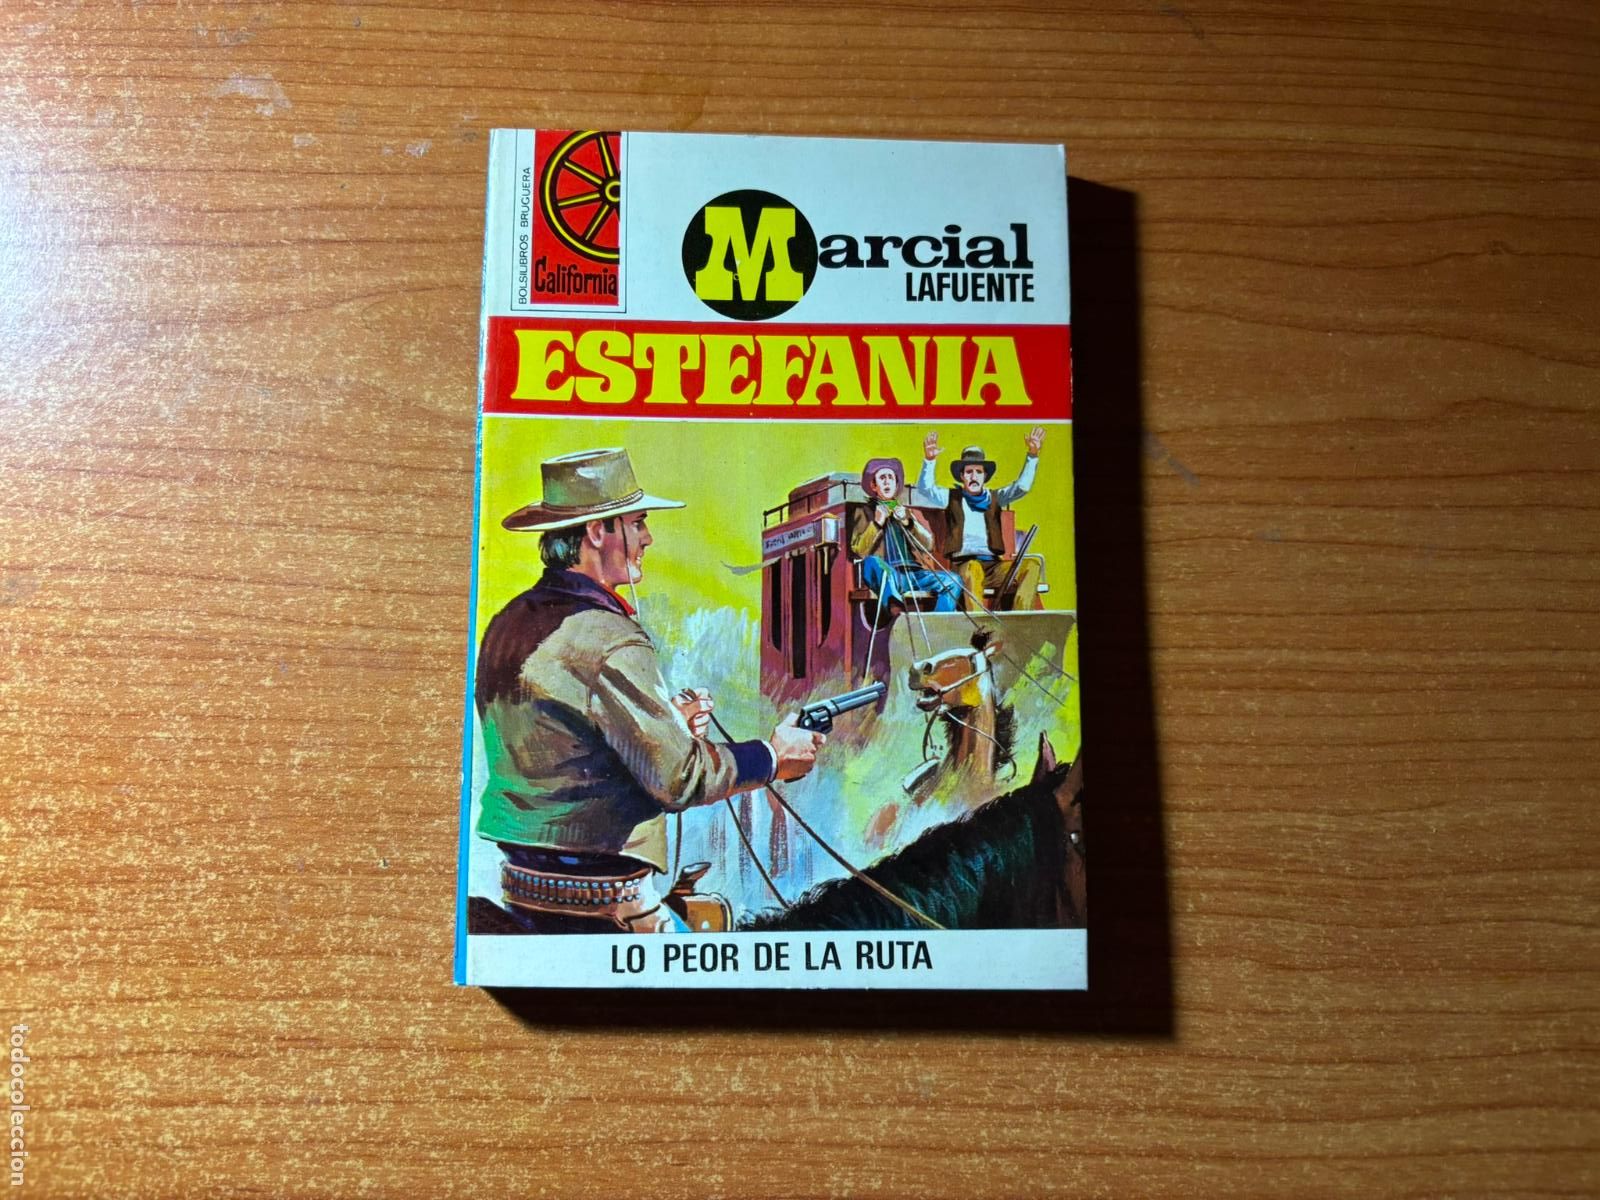 BOLSILIBROS BRUGUERA
California
Marcial
LAFUENTE
ESTEFANIA
LO PEOR DE LA RUTA
todocoleccion